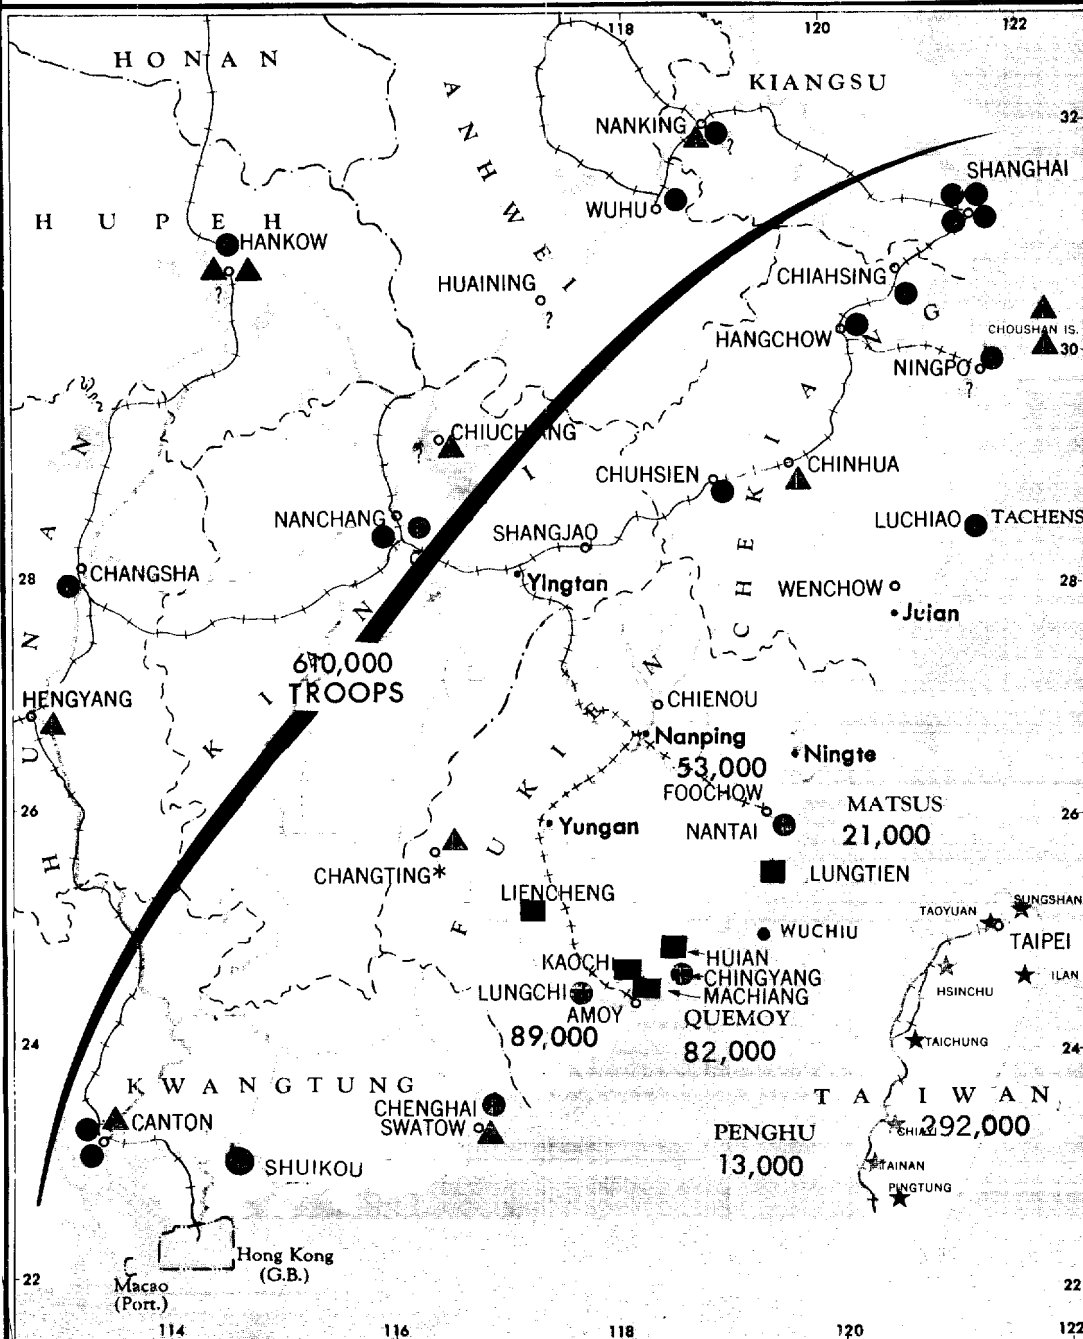 118 120 122
HONAN
ANHWEI
KIANGSU
32
NANKING
?
SHANGHAI
WUHU
HUPEH
HANKOW
?
HUAINING
?
CHIAHSING
HANGCHOW
CHOUSHAN IS.
30
NINGPO
?
CHEKIANG
CHIUCHIANG
?
CHUHSIEN
CHINHUA
NANCHANG
SHANGJAO
LUCHIAO
TACHENS
28
CHANGSHA
Yingtan
WENCHOW
28
Juian
HUNAN
KIANGSI
610,000
TROOPS
HENGYANG
CHIENOU
Nanping
53,000
Ningte
FOOCHOW
26
MATSUS
26
Yungan
NANTAI
21,000
FUKIEN
CHANGTING*
LUNGTIEN
LIENCHENG
SUNGSHAN
TAOYUAN
WUCHIU
TAIPEI
HUIAN
KAOCHI
CHINGYANG
HSINCHU
ILAN
LUNGCHI
MACHIANG
AMOY
QUEMOY
89,000
82,000
TAICHUNG
24
24
KWANGTUNG
TAIWAN
292,000
CHENGHAI
CANTON
SWATOW
PENGHU
CHIAYI
13,000
SHUIKOU
TAINAN
PINGTUNG
Hong Kong
(G.B.)
22
22
Macao
(Port.)
114 116 118 120 122